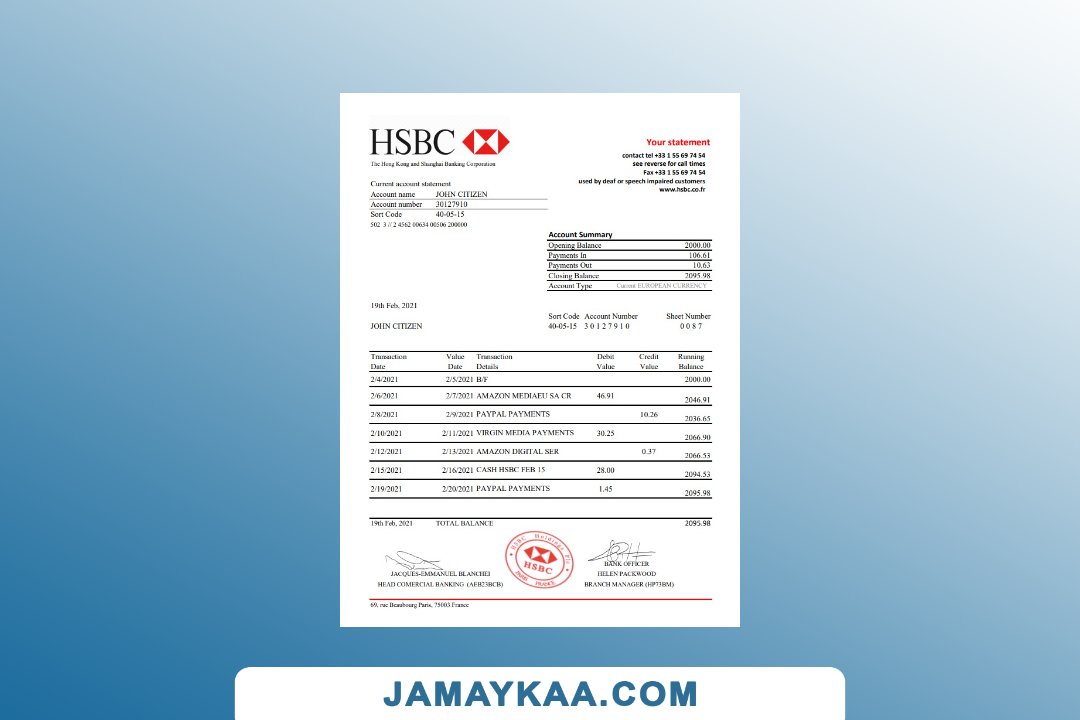 HSBC
The Hong Kong and Shanghai Banking Corporation
Your statement
contact tel +33 1 55 69 74 54
see reverse for call times
Fax +33 1 55 69 74 54
used by deaf or speech impaired customers
www.hsbc.co.fr
Current account statement
Account name JOHN CITIZEN
Account number 30127910
Sort Code 40-05-15
502 3 // 2 4562 00634 00506 200000
Account Summary
Opening Balance 2000.00
Payments In 106.61
Payments Out 10.63
Closing Balance 2095.98
Account Type Current EUROPEAN CURRENCY
19th Feb, 2021
Sort Code Account Number Sheet Number
JOHN CITIZEN 40-05-15 3 0 1 2 7 9 1 0 0 0 8 7
Transaction Value Transaction Debit Credit Running
Date Date Details Value Value Balance
2/4/2021 2/5/2021 B/F 2000.00
2/6/2021 2/7/2021 AMAZON MEDIAEU SA CR 46.91 2046.91
2/8/2021 2/9/2021 PAYPAL PAYMENTS 10.26 2036.65
2/10/2021 2/11/2021 VIRGIN MEDIA PAYMENTS 30.25 2066.90
2/12/2021 2/13/2021 AMAZON DIGITAL SER 0.37 2066.53
2/15/2021 2/16/2021 CASH HSBC FEB 15 28.00 2094.53
2/19/2021 2/20/2021 PAYPAL PAYMENTS 1.45 2095.98
19th Feb, 2021 TOTAL BALANCE 2095.98
HSBC Holdings Plc
HSBC
PARIS FRANCE
BANK OFFICER
JACQUES-EMMANUEL BLANCHEI HELEN PACKWOOD
HEAD COMERCIAL BANKING (AEB23BCB) BRANCH MANAGER (HP73BM)
69, rue Beaubourg Paris, 75003 France
JAMAYKAA.COM